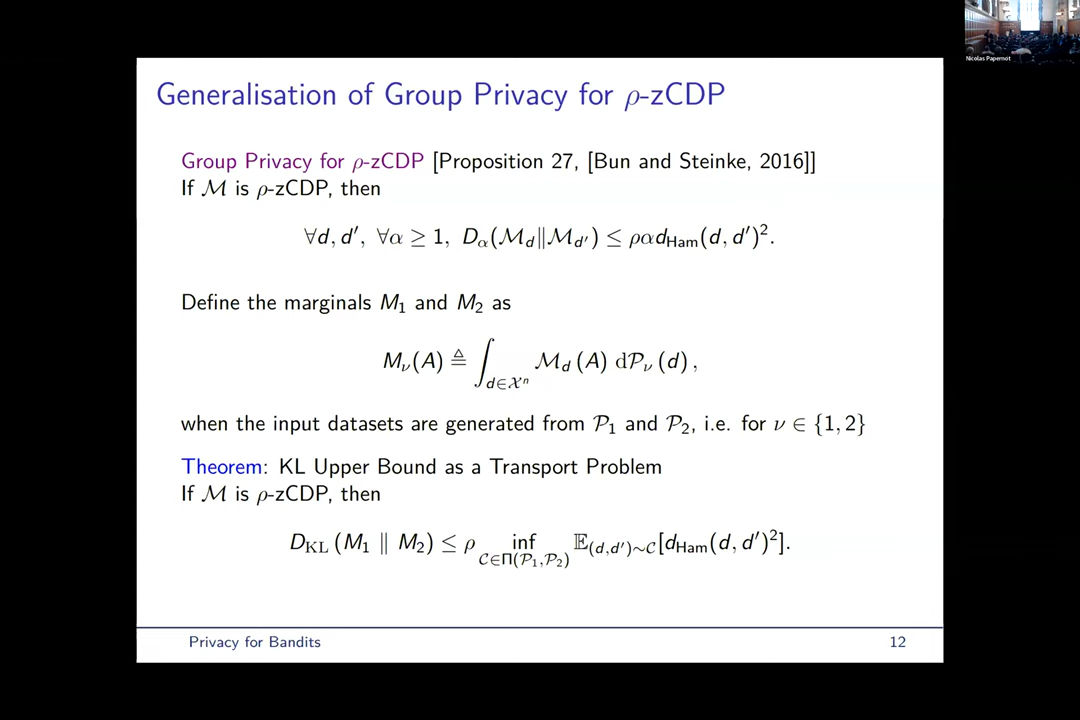 Nicolas Papernot
Generalisation of Group Privacy for ρ-zCDP
Group Privacy for ρ-zCDP [Proposition 27, [Bun and Steinke, 2016]]
If ℳ is ρ-zCDP, then
∀d, d′, ∀α ≥ 1, D_α(ℳ_d‖ℳ_d′) ≤ ραd_Ham(d, d′)².
Define the marginals M₁ and M₂ as
M_ν(A) ≜ ∫_{d∈𝒳ⁿ} ℳ_d (A) d𝒫_ν (d) ,
when the input datasets are generated from 𝒫₁ and 𝒫₂, i.e. for ν ∈ {1, 2}
Theorem: KL Upper Bound as a Transport Problem
If ℳ is ρ-zCDP, then
D_KL (M₁ ‖ M₂) ≤ ρ inf_{𝒞∈Π(𝒫₁,𝒫₂)} 𝔼_{(d,d′)∼𝒞}[d_Ham(d, d′)²].
Privacy for Bandits 12